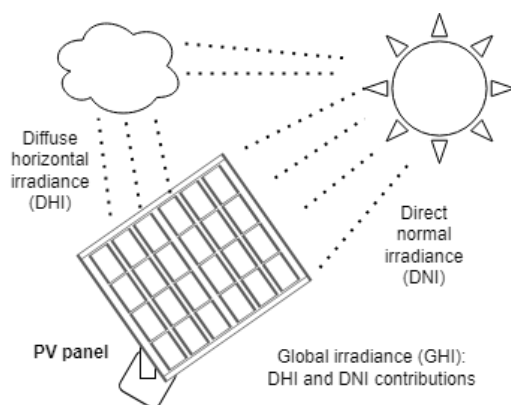 Diffuse
horizontal
irradiance
(DHI)
Direct
normal
irradiance
(DNI)
PV panel
Global irradiance (GHI):
DHI and DNI contributions